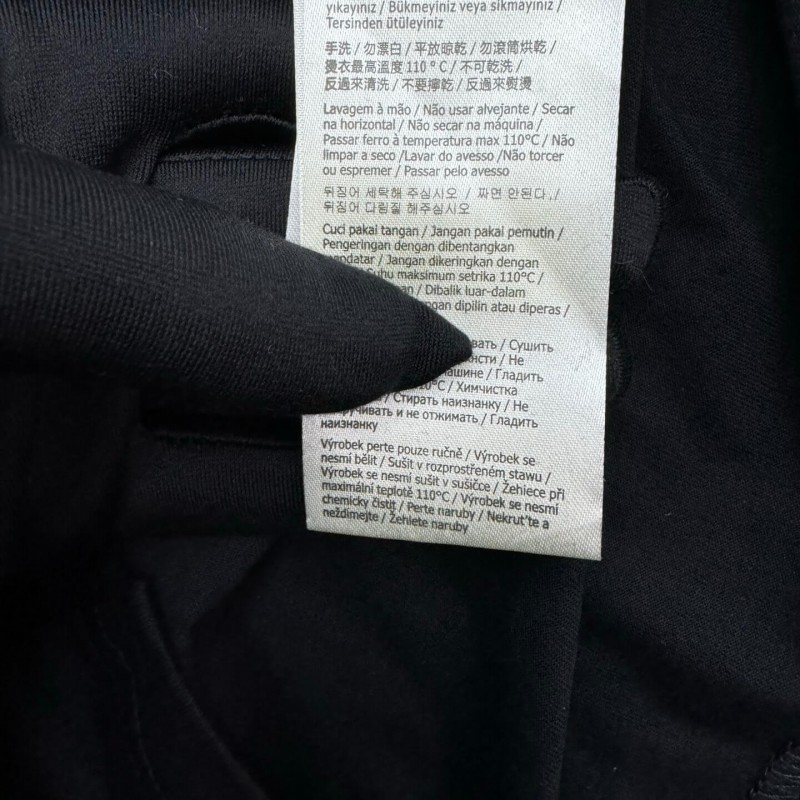 yıkayınız / Bükmeyiniz veya sıkmayınız /
Tersinden ütüleyiniz
手洗 / 勿漂白 / 平放晾乾 / 勿滾筒烘乾 /
燙衣最高溫度 110 ° C / 不可乾洗 /
反過來清洗 / 不要擰乾 / 反過來熨燙
Lavagem à mão / Não usar alvejante / Secar
na horizontal / Não secar na máquina /
Passar ferro à temperatura max 110°C / Não
limpar a seco /Lavar do avesso /Não torcer
ou espremer / Passar pelo avesso
뒤집어 세탁해 주십시오 / 짜면 안된다./
뒤집어 다림질 해주십시오
Cuci pakai tangan / Jangan pakai pemutin /
Pengeringan dengan dibentangkan
mendatar / Jangan dikeringkan dengan
Suhu maksimum setrika 110°C /
/ Dibalik luar-dalam
dipilin atau diperas /
/ Сушить
/ Не
/ Гладить
/ Химчистка
/ Стирать наизнанку / Не
и не отжимать / Гладить
наизнанку
Výrobek perte pouze ručně / Výrobek se
nesmí bělit / Sušit v rozprostřeném stavu /
Výrobek se nesmí sušit v sušičce / Žehlece při
maximální teplotě 110°C / Výrobek se nesmí
chemicky čistit / Perte naruby / Nekrut'te a
neždímejte / Žehlete naruby